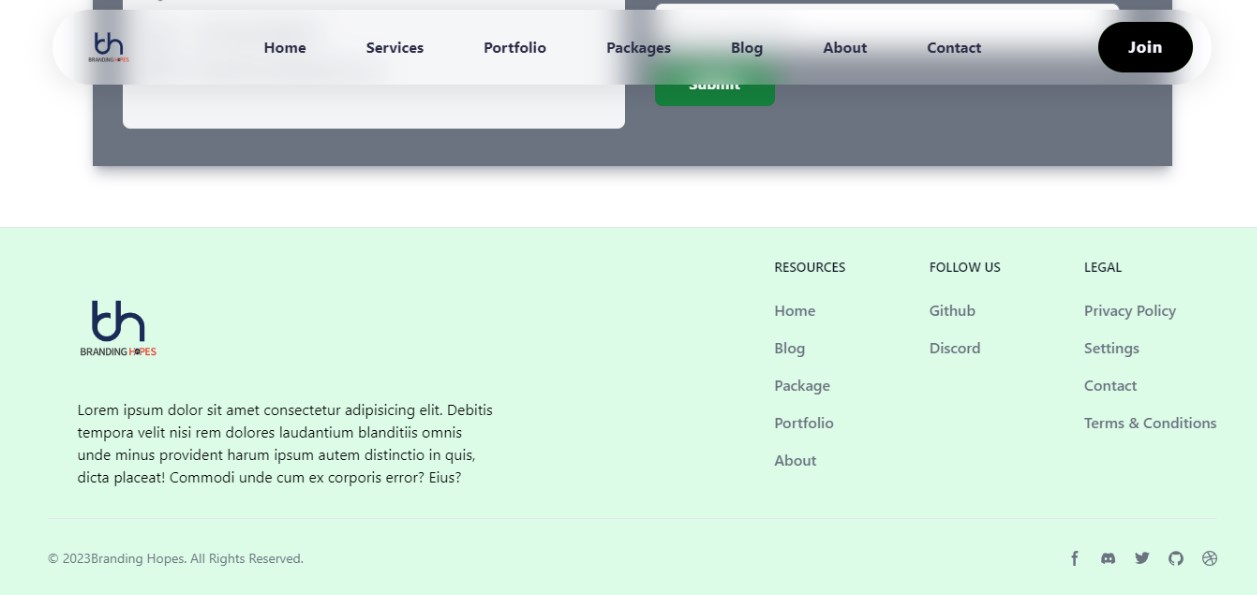 bh
BRANDING HOPES
Home
Services
Portfolio
Packages
Blog
About
Contact
Join
Submit
bh
BRANDING HOPES
Lorem ipsum dolor sit amet consectetur adipisicing elit. Debitis
tempora velit nisi rem dolores laudantium blanditiis omnis
unde minus provident harum ipsum autem distinctio in quis,
dicta placeat! Commodi unde cum ex corporis error? Eius?
RESOURCES
Home
Blog
Package
Portfolio
About
FOLLOW US
Github
Discord
LEGAL
Privacy Policy
Settings
Contact
Terms & Conditions
© 2023Branding Hopes. All Rights Reserved.